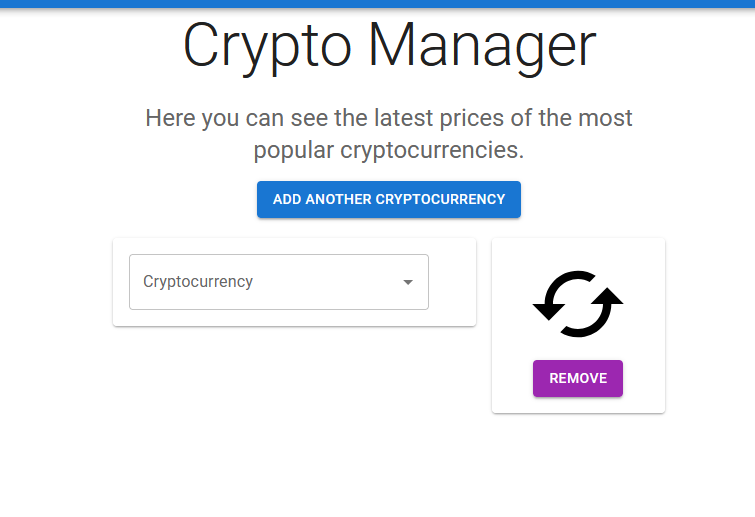 Crypto Manager
Here you can see the latest prices of the most
popular cryptocurrencies.
ADD ANOTHER CRYPTOCURRENCY
Cryptocurrency
REMOVE